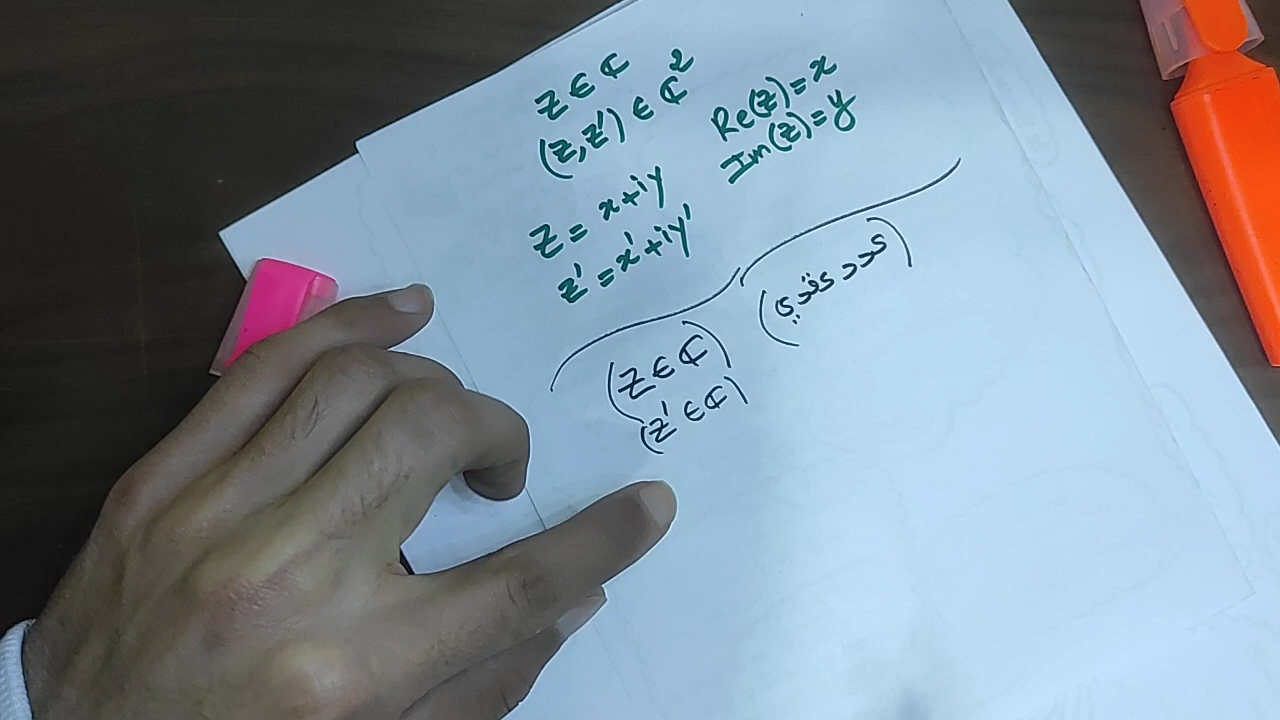 Z ∈ ℂ
(Z,Z') ∈ ℂ²
Re(Z)=x
Im(Z)=y
Z = x+iy
Z' = x'+iy'
(عدد عقدي)
(Z ∈ ℂ)
(Z' ∈ ℂ)